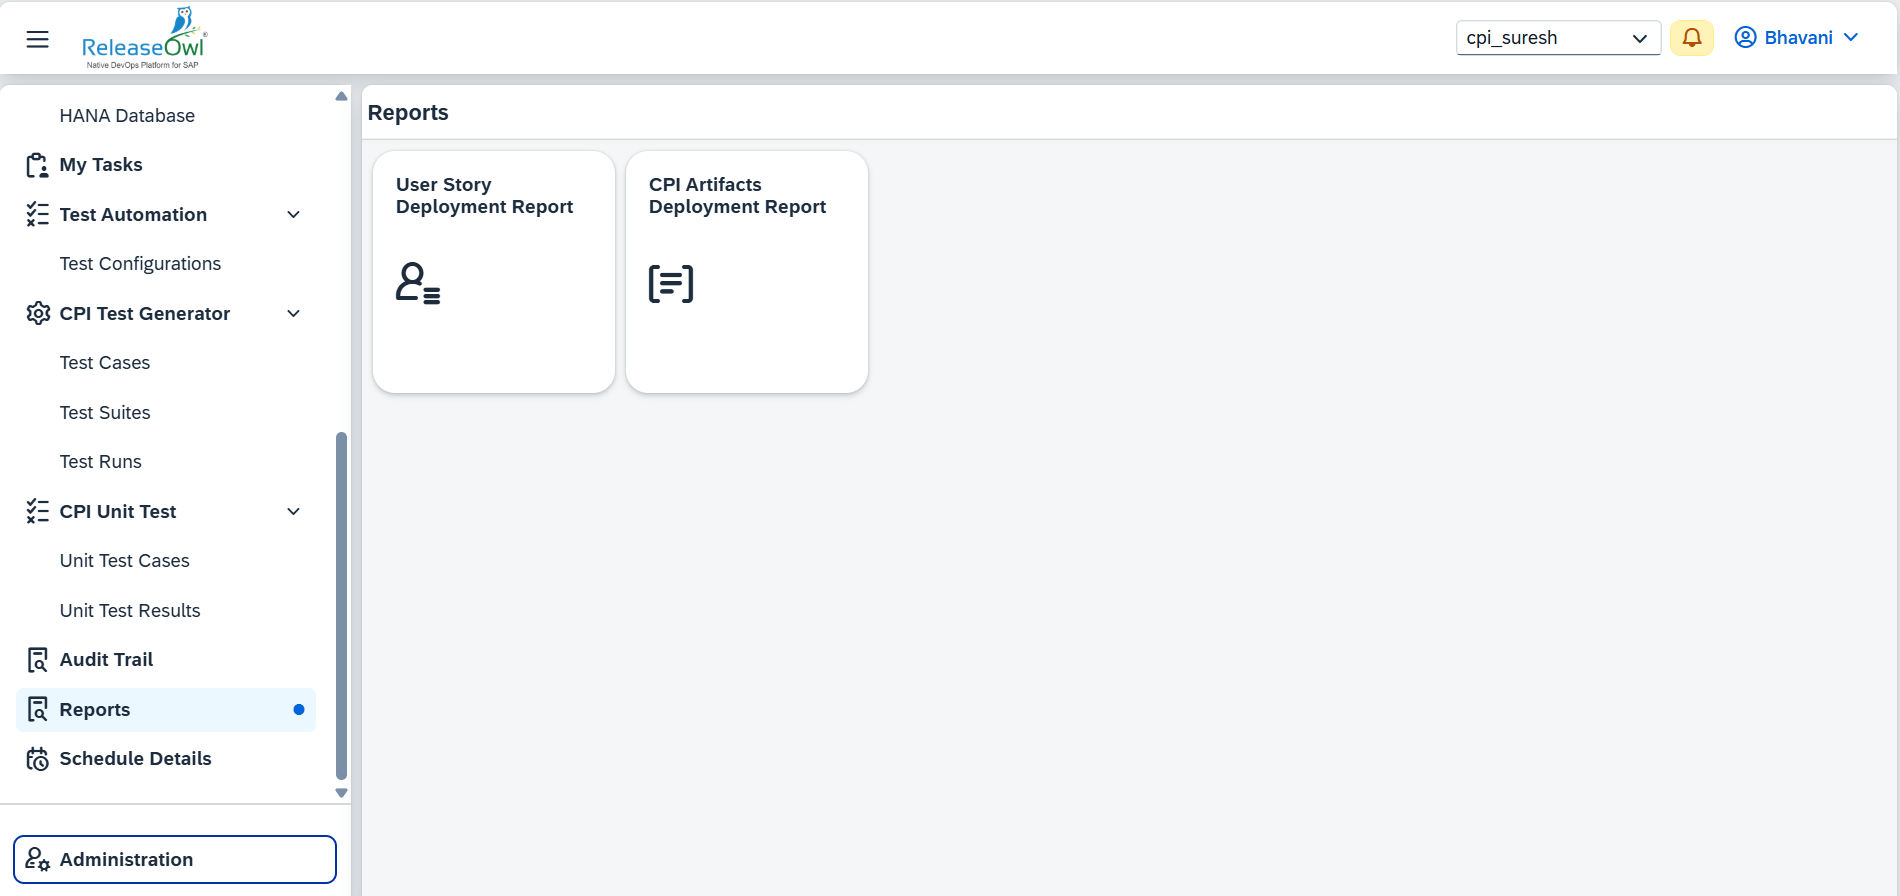 ReleaseOwl®
Native DevOps Platform for SAP
cpi_suresh
Bhavani
HANA Database
My Tasks
Test Automation
Test Configurations
CPI Test Generator
Test Cases
Test Suites
Test Runs
CPI Unit Test
Unit Test Cases
Unit Test Results
Audit Trail
Reports
Schedule Details
Administration
Reports
User Story
Deployment Report
CPI Artifacts
Deployment Report